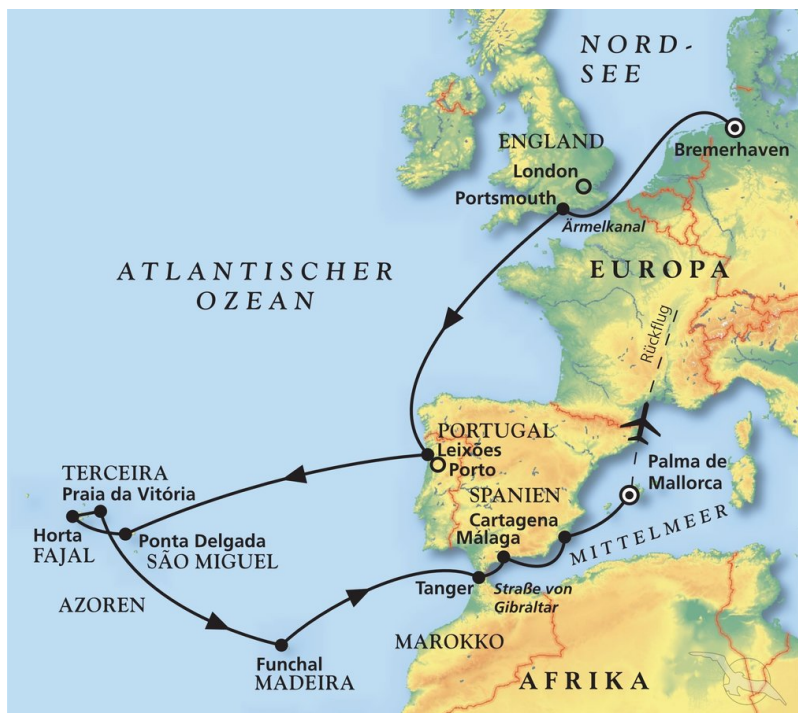 NORD-
SEE
ENGLAND
London
Portsmouth
Bremerhaven
Ärmelkanal
ATLANTISCHER
OZEAN
EUROPA
Rückflug
PORTUGAL
Leixões
Porto
TERCEIRA
Praia da Vitória
Horta
FAJAL
Ponta Delgada
SÃO MIGUEL
AZOREN
SPANIEN
Cartagena
Málaga
Palma de
Mallorca
MITTELMEER
Tanger
Straße von
Gibraltar
Funchal
MADEIRA
MAROKKO
AFRIKA